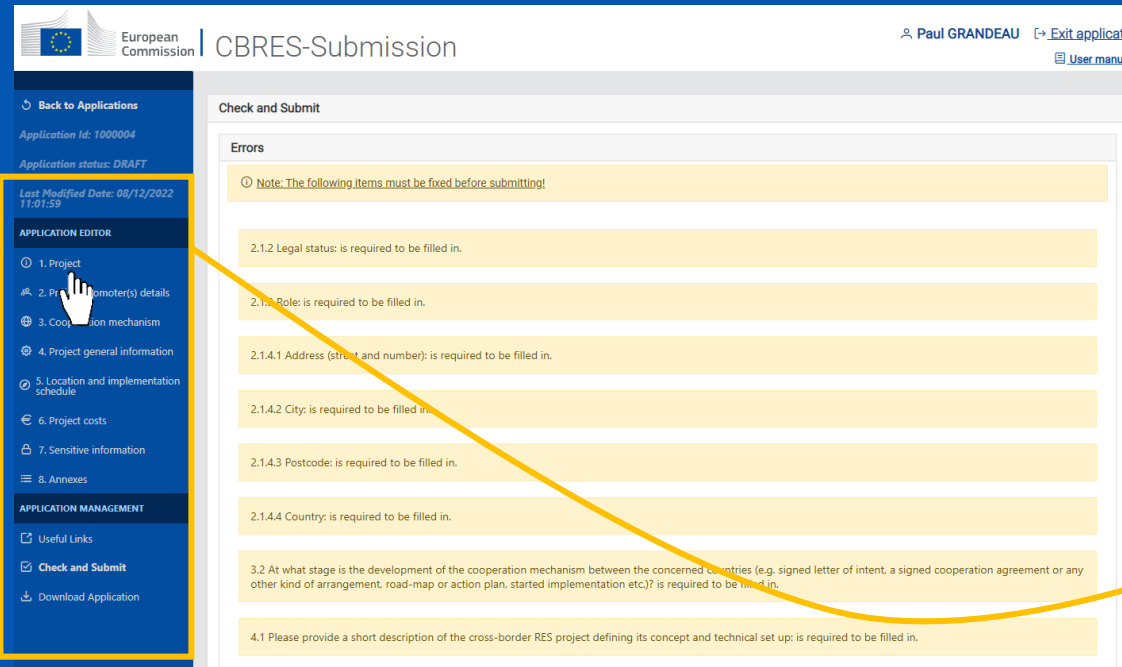 European
Commission
CBRES-Submission
Paul GRANDEAU
Exit applicat
User manu
Back to Applications
Application Id: 1000004
Application status: DRAFT
Last Modified Date: 08/12/2022
11:01:59
APPLICATION EDITOR
1. Project
2. Pr omoter(s) details
3. Coop ion mechanism
4. Project general information
5. Location and implementation
schedule
6. Project costs
7. Sensitive information
8. Annexes
APPLICATION MANAGEMENT
Useful Links
Check and Submit
Download Application
Check and Submit
Errors
Note: The following items must be fixed before submitting!
2.1.2 Legal status: is required to be filled in.
2.1.3 Role: is required to be filled in.
2.1.4.1 Address (street and number): is required to be filled in.
2.1.4.2 City: is required to be filled in.
2.1.4.3 Postcode: is required to be filled in.
2.1.4.4 Country: is required to be filled in.
3.2 At what stage is the development of the cooperation mechanism between the concerned countries (e.g. signed letter of intent, a signed cooperation agreement or any
other kind of arrangement, road-map or action plan, started implementation etc.)? is required to be filled in.
4.1 Please provide a short description of the cross-border RES project defining its concept and technical set up: is required to be filled in.